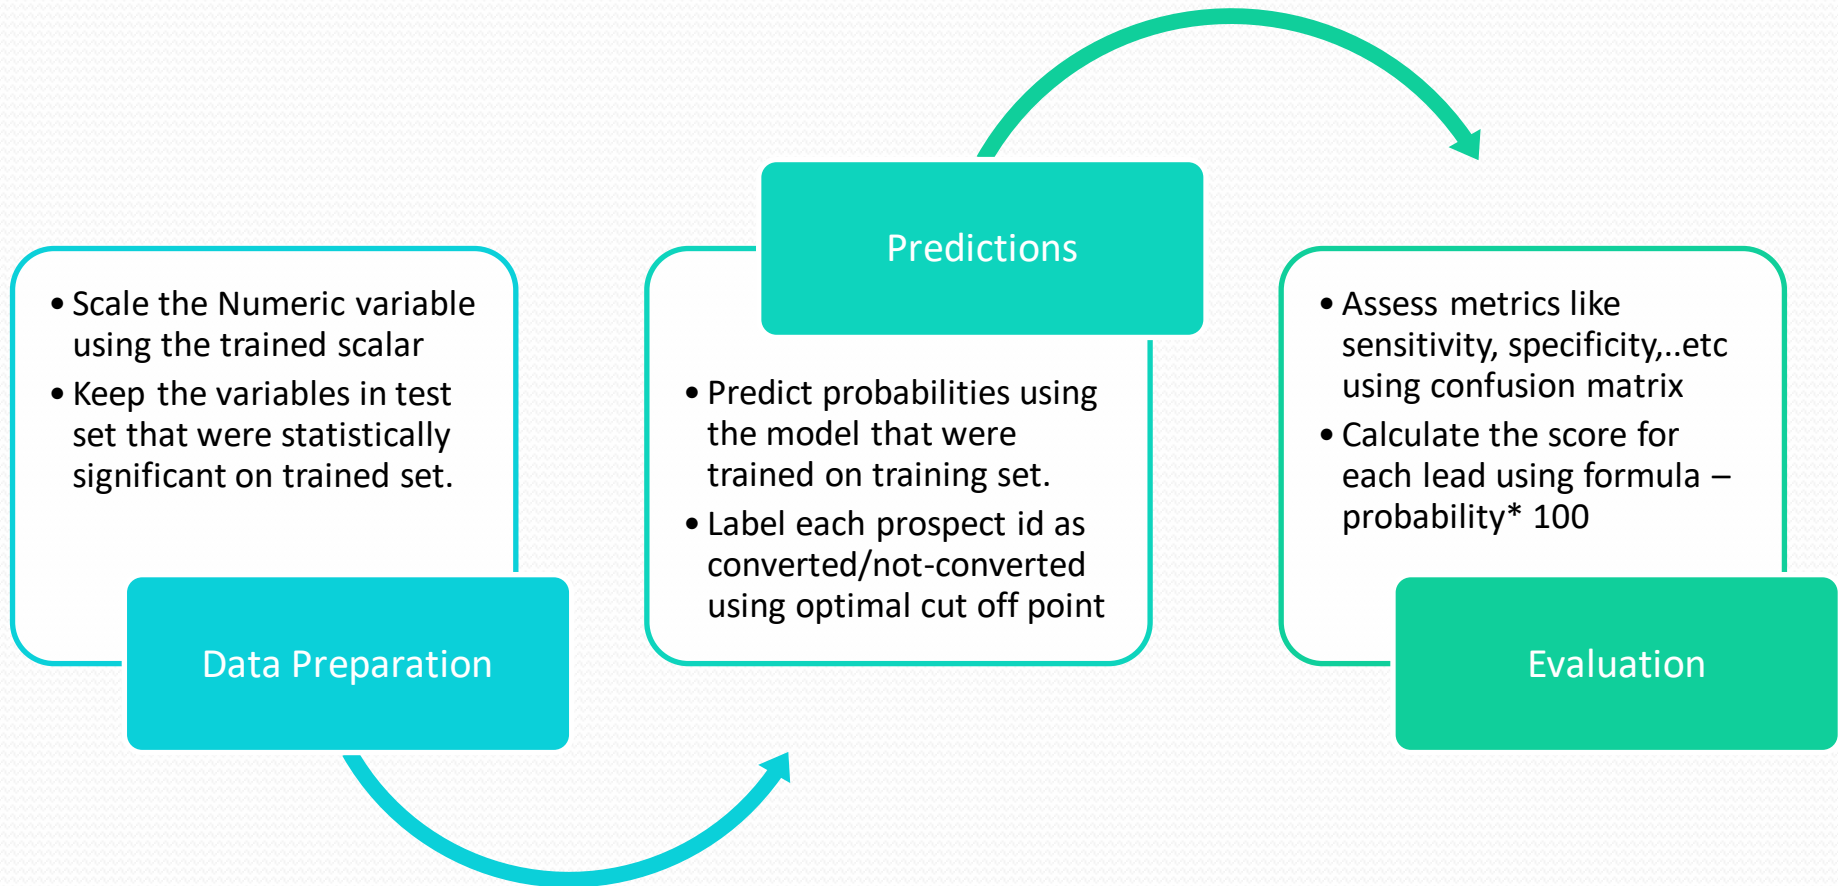 • Scale the Numeric variable
using the trained scalar
• Keep the variables in test
set that were statistically
significant on trained set.
Data Preparation
Predictions
• Predict probabilities using
the model that were
trained on training set.
• Label each prospect id as
converted/not-converted
using optimal cut off point
• Assess metrics like
sensitivity, specificity,..etc
using confusion matrix
• Calculate the score for
each lead using formula –
probability* 100
Evaluation